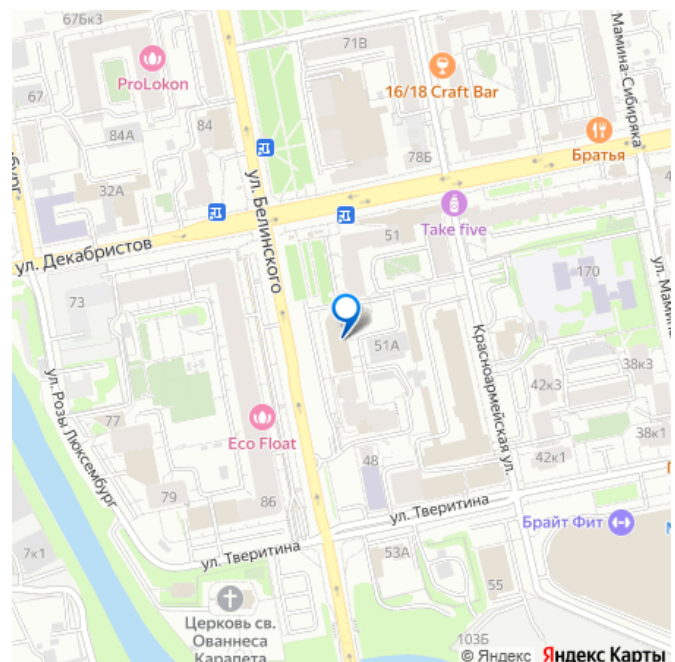 67Бк3
71В
ProLokon
16/18 Craft Bar
67
84А
84
Братья
Мамина-Сибиряка
78Б
32А
бург
ул. Белинского
Take five
51
ул. Декабристов
170
73
ул. Мамин
51А
Красноармейская ул.
38к3
42к3
ул. Розы Люксембург
77
Eco Float
38к1
48
42к1
79
86
ул. Тверитина
Брайт Фит
7к1
ул. Тверитина
53А
55
Церковь св.
Ованнеса
Карапета
103Б
© Яндекс Яндекс Карты